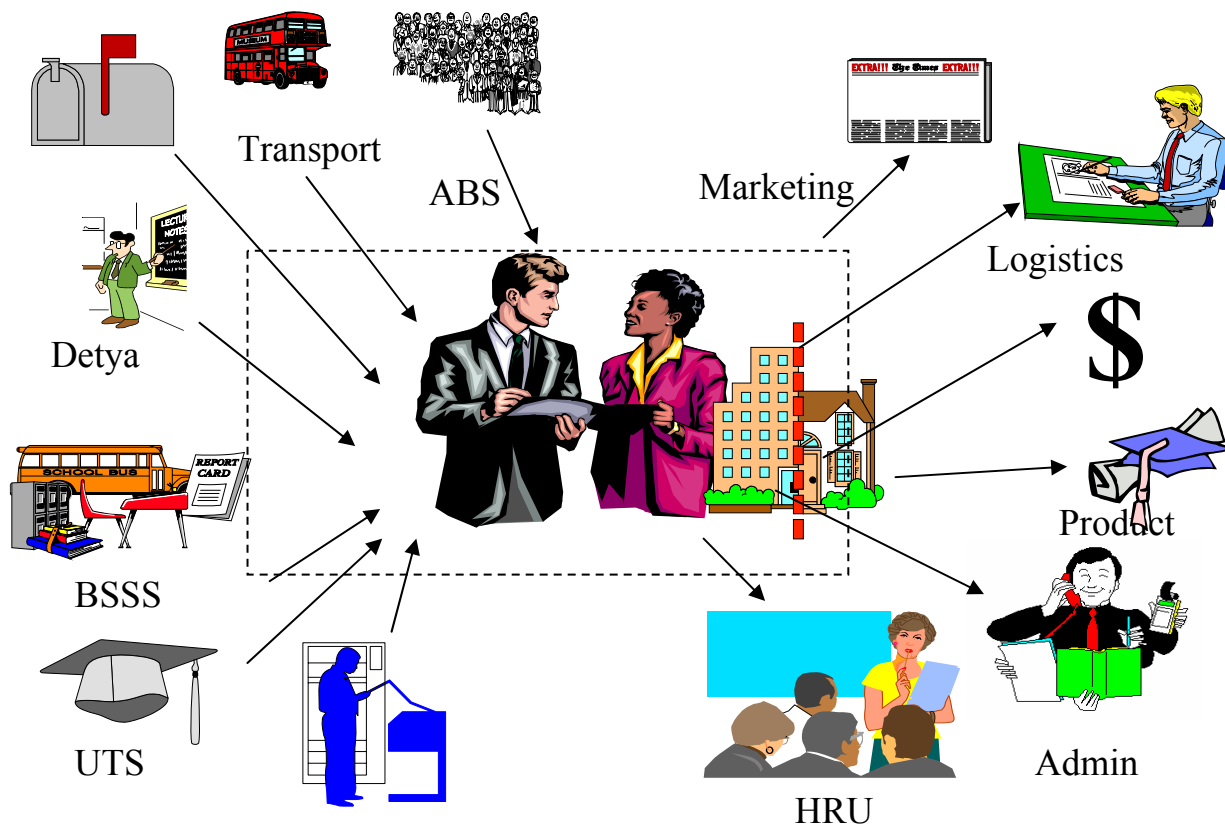 MUSEUM
EXTRA!!! The Times EXTRA!!!
Transport
ABS
Marketing
LECTURE
NOTES
Logistics
$
Detya
SCHOOL BUS
REPORT
CARD
Product
BSSS
UTS
Admin
HRU